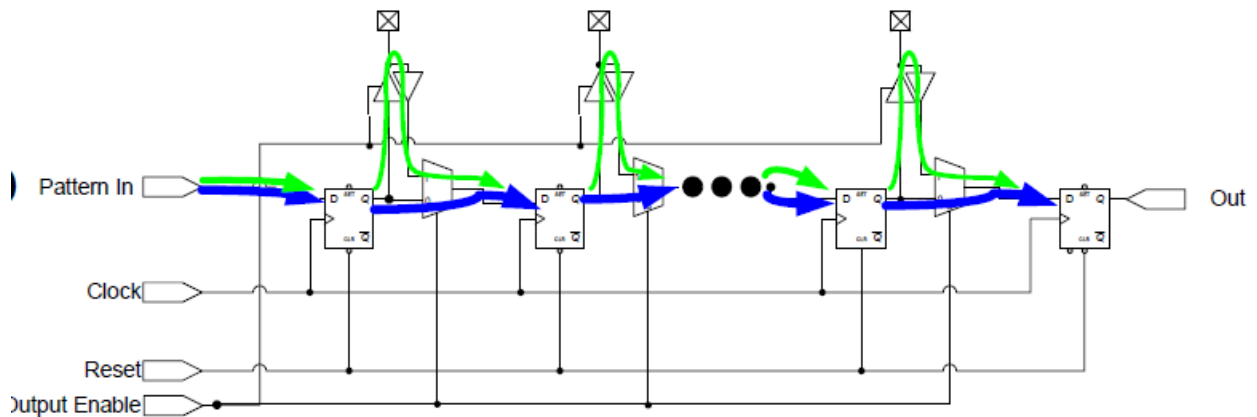 Pattern In
D Q
D Q
D Q
D Q
Out
CLR Q̅
CLR Q̅
CLR Q̅
CLR Q̅
Clock
Reset
Output Enable